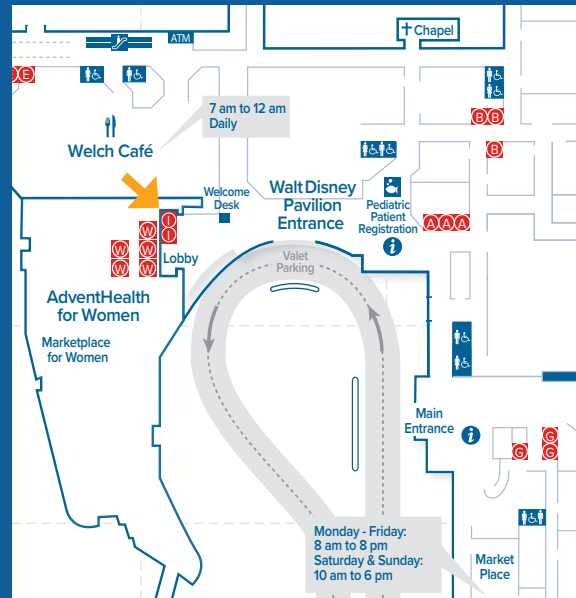 Chapel
ATM
E
7 am to 12 am
Daily
B B
Welch Café
B
Welcome
Desk
Walt Disney
Pavilion
Entrance
Pediatric
Patient
Registration
A A A
i
I
I
W
W W
W W
Lobby
Valet
Parking
AdventHealth
for Women
Marketplace
for Women
Main
Entrance
i
G
G G
Monday - Friday:
8 am to 8 pm
Saturday & Sunday:
10 am to 6 pm
Market
Place